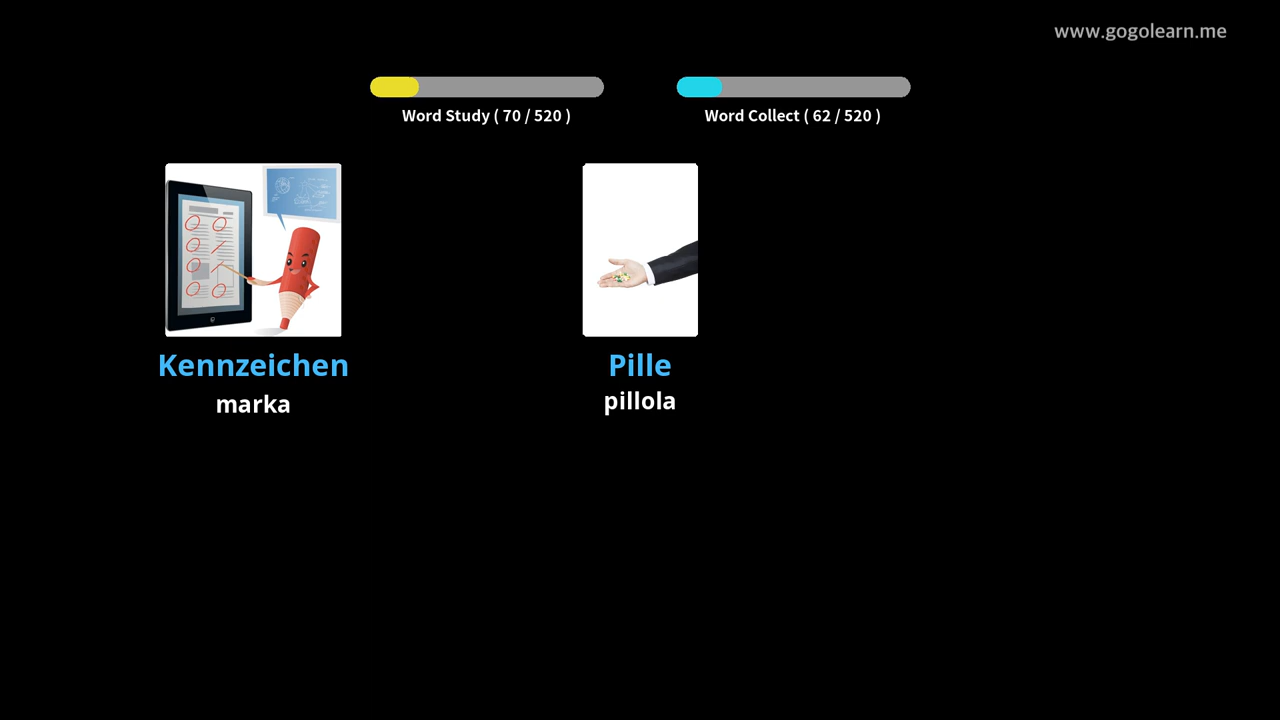 www.gogolearn.me
Word Study ( 70 / 520 )
Word Collect ( 62 / 520 )
Kennzeichen
marka
Pille
pillola